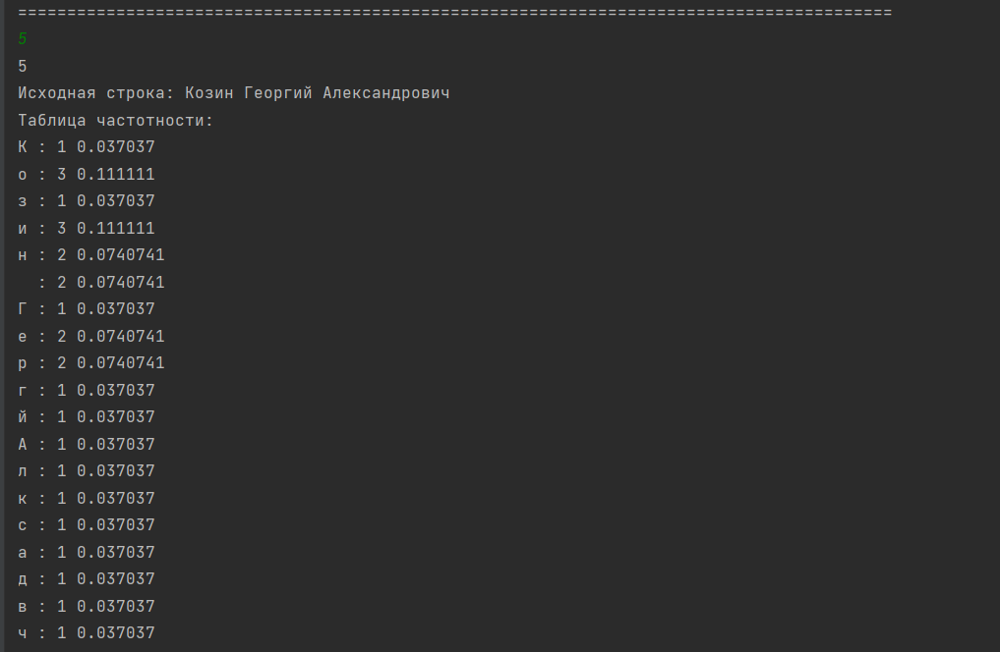 =========================================================================================
5
5
Исходная строка: Козин Георгий Александрович
Таблица частотности:
К : 1 0.037037
о : 3 0.111111
з : 1 0.037037
и : 3 0.111111
н : 2 0.0740741
  : 2 0.0740741
Г : 1 0.037037
е : 2 0.0740741
р : 2 0.0740741
г : 1 0.037037
й : 1 0.037037
А : 1 0.037037
л : 1 0.037037
к : 1 0.037037
с : 1 0.037037
а : 1 0.037037
д : 1 0.037037
в : 1 0.037037
ч : 1 0.037037